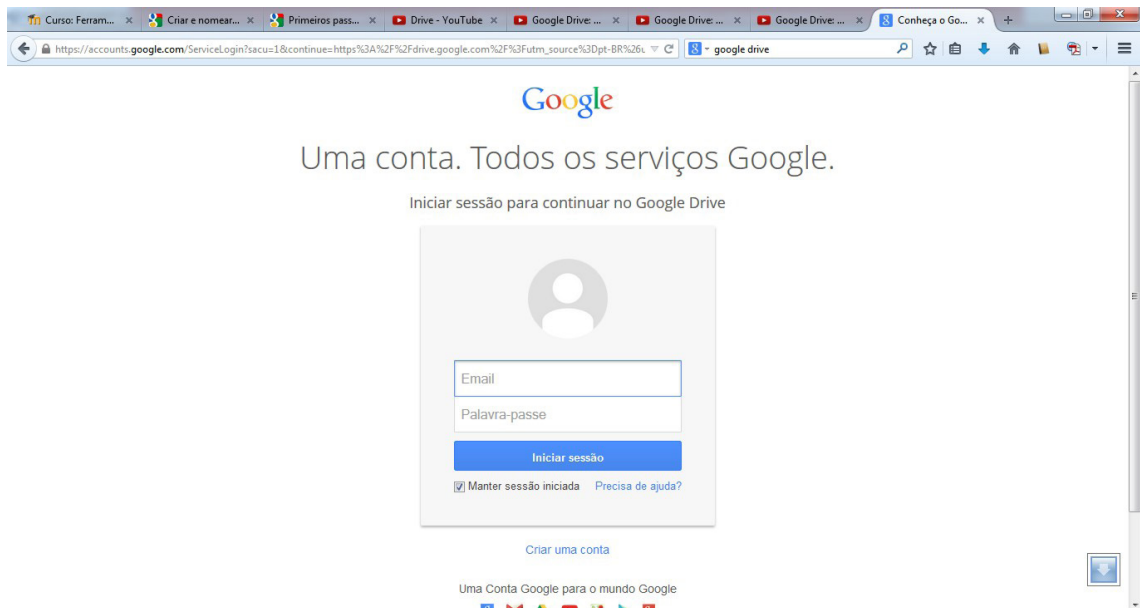 Curso: Ferram...
Criar e nomear...
Primeiros pass...
Drive - YouTube
Google Drive: ...
Google Drive: ...
Google Drive: ...
Conheça o Go...
https://accounts.google.com/ServiceLogin?sacu=1&continue=https%3A%2F%2Fdrive.google.com%2F%3Futm_source%3Dpt-BR%26u
google drive
Google
Uma conta. Todos os serviços Google.
Iniciar sessão para continuar no Google Drive
Email
Palavra-passe
Iniciar sessão
Manter sessão iniciada Precisa de ajuda?
Criar uma conta
Uma Conta Google para o mundo Google